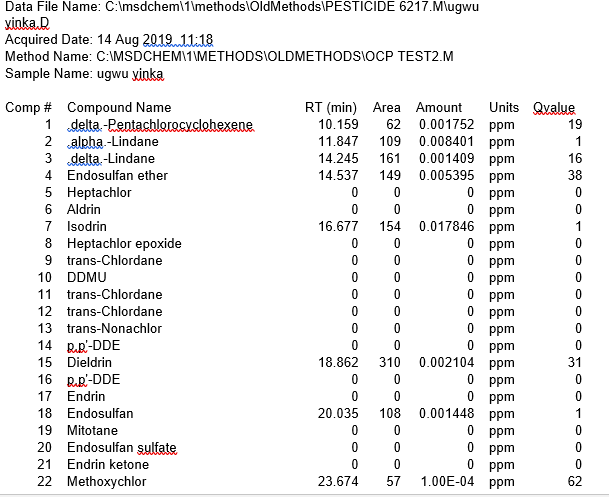 Data File Name: C:\msdchem\1\methods\OldMethods\PESTICIDE 6217.M\ugwu
yinka.D
Acquired Date: 14 Aug 2019 11:18
Method Name: C:\MSDCHEM\1\METHODS\OLDMETHODS\OCP TEST2.M
Sample Name: ugwu yinka
Comp # Compound Name RT (min) Area Amount Units Qvalue
1 .delta.-Pentachlorocyclohexene 10.159 62 0.001752 ppm 19
2 .alpha.-Lindane 11.847 109 0.008401 ppm 1
3 .delta.-Lindane 14.245 161 0.001409 ppm 16
4 Endosulfan ether 14.537 149 0.005395 ppm 38
5 Heptachlor 0 0 0 ppm 0
6 Aldrin 0 0 0 ppm 0
7 Isodrin 16.677 154 0.017846 ppm 1
8 Heptachlor epoxide 0 0 0 ppm 0
9 trans-Chlordane 0 0 0 ppm 0
10 DDMU 0 0 0 ppm 0
11 trans-Chlordane 0 0 0 ppm 0
12 trans-Chlordane 0 0 0 ppm 0
13 trans-Nonachlor 0 0 0 ppm 0
14 p,p'-DDE 0 0 0 ppm 0
15 Dieldrin 18.862 310 0.002104 ppm 31
16 p,p'-DDE 0 0 0 ppm 0
17 Endrin 0 0 0 ppm 0
18 Endosulfan 20.035 108 0.001448 ppm 1
19 Mitotane 0 0 0 ppm 0
20 Endosulfan sulfate 0 0 0 ppm 0
21 Endrin ketone 0 0 0 ppm 0
22 Methoxychlor 23.674 57 1.00E-04 ppm 62